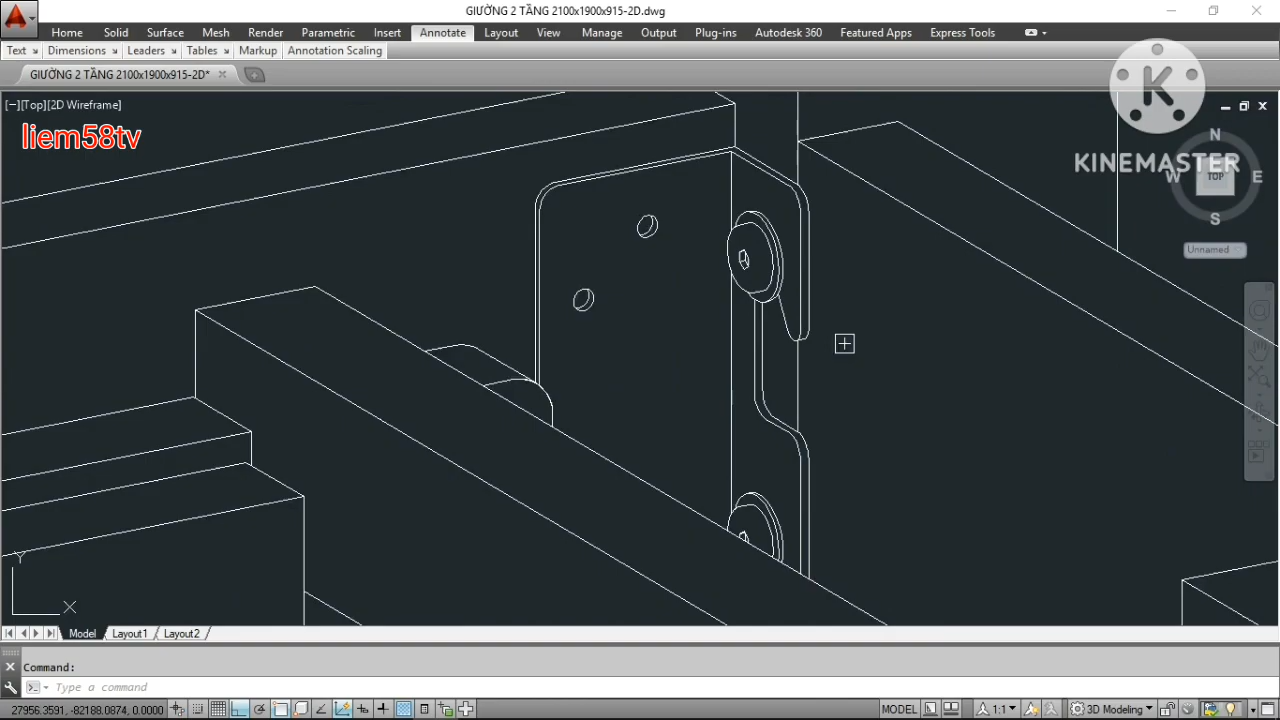 GIƯỜNG 2 TẦNG 2100x1900x915-2D.dwg
Home Solid Surface Mesh Render Parametric Insert Annotate Layout View Manage Output Plug-ins Autodesk 360 Featured Apps Express Tools
Text Dimensions Leaders Tables Markup Annotation Scaling
GIƯỜNG 2 TẦNG 2100x1900x915-2D*
[−][Top][2D Wireframe]
liem58tv
K
KINEMASTER
N
W TOP E
S
Unnamed
Y
X
Model Layout1 Layout2
Command:
Type a command
27956.3591, -82188.0874, 0.0000 MODEL 1:1 3D Modeling